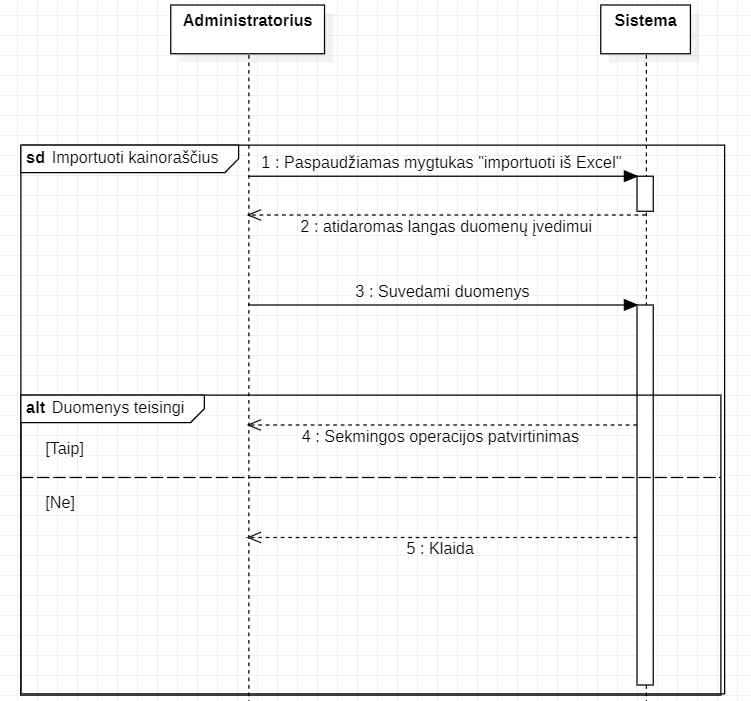 Administratorius
Sistema
sd Importuoti kainoraščius
1 : Paspaudžiamas mygtukas "importuoti iš Excel"
2 : atidaromas langas duomenų įvedimui
3 : Suvedami duomenys
alt Duomenys teisingi
4 : Sekmingos operacijos patvirtinimas
[Taip]
[Ne]
5 : Klaida